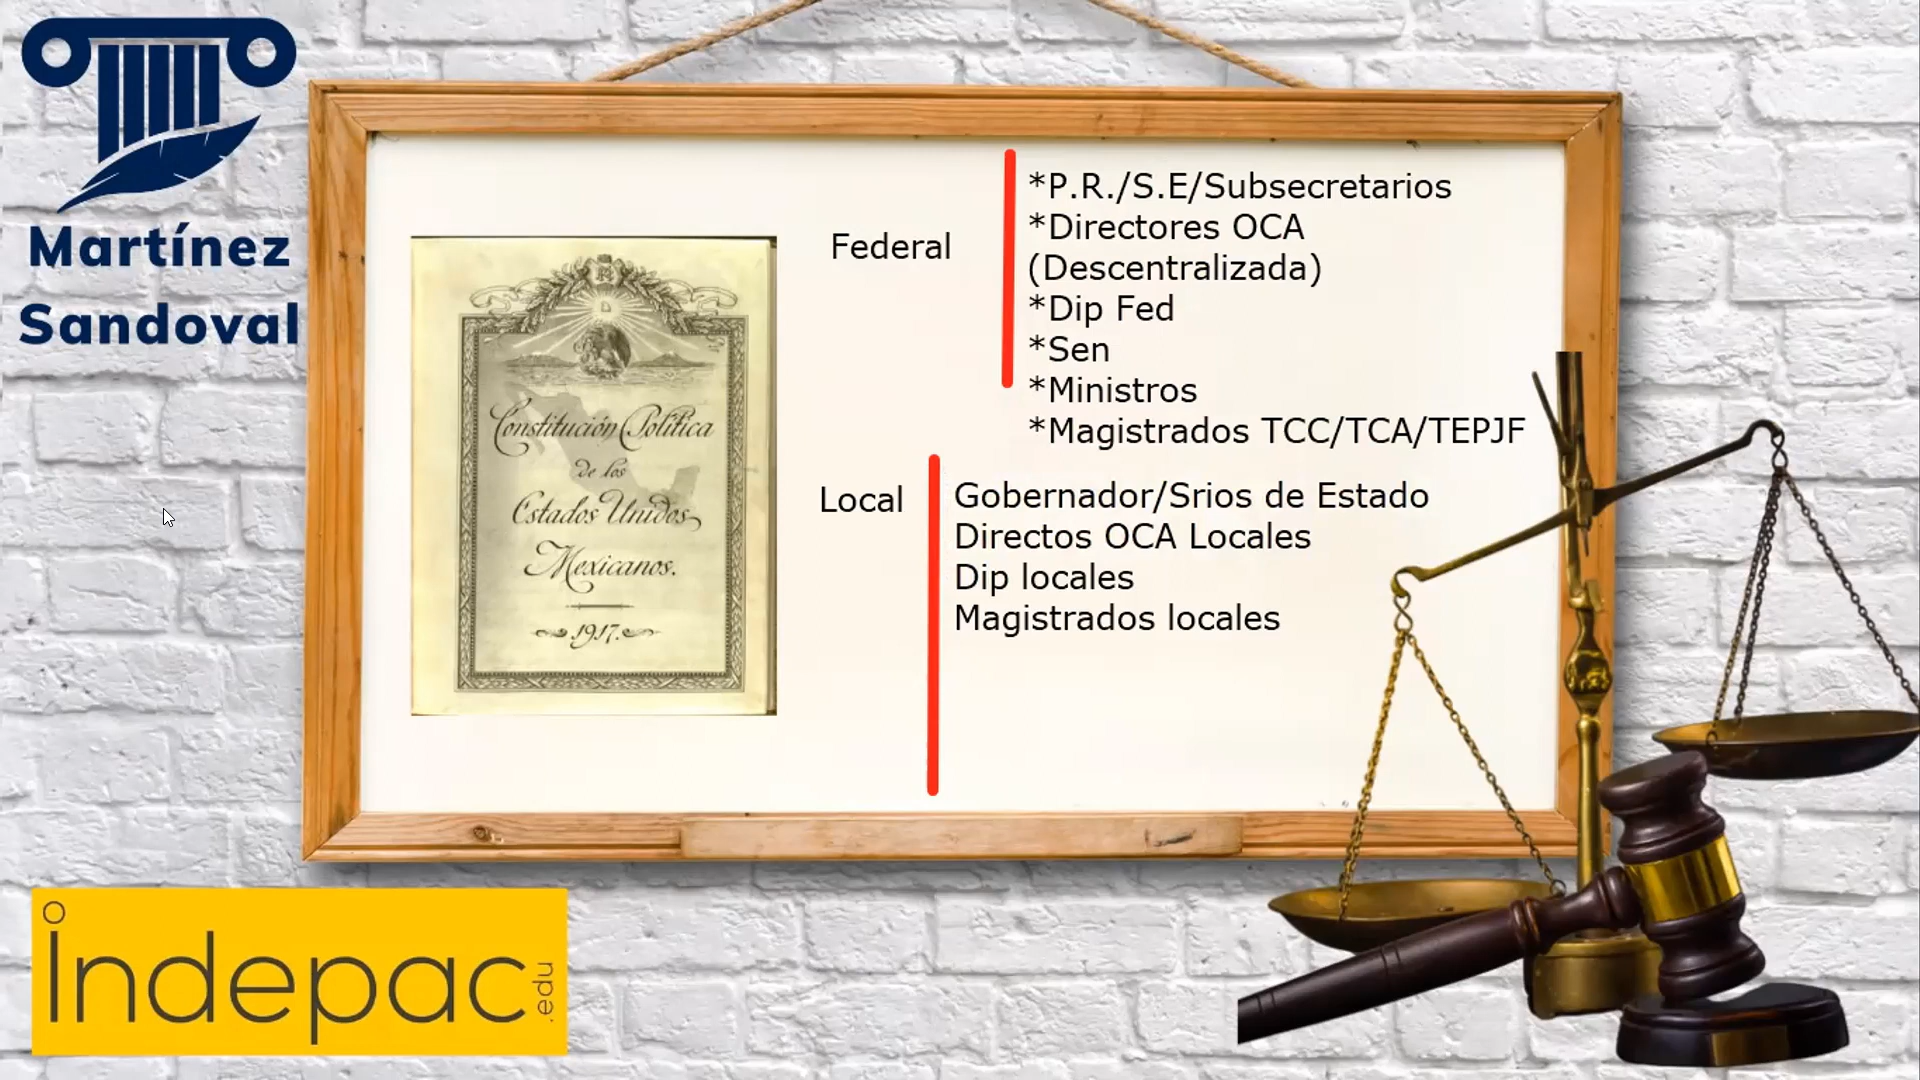 Martínez
Sandoval
Constitución Política
de los
Estados Unidos
Mexicanos.
1917.
Federal
*P.R./S.E/Subsecretarios
*Directores OCA
(Descentralizada)
*Dip Fed
*Sen
*Ministros
*Magistrados TCC/TCA/TEPJF
Local
Gobernador/Srios de Estado
Directos OCA Locales
Dip locales
Magistrados locales
indepac.edu